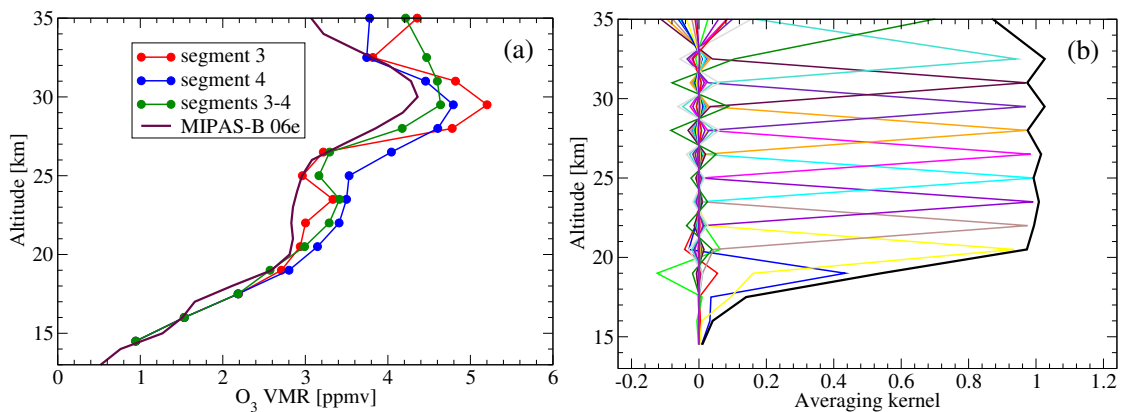 35
30
25
20
15
Altitude [km]
0
1
2
3
4
5
6
O3 VMR [ppmv]
(a)
segment 3
segment 4
segments 3-4
MIPAS-B 06e
35
30
25
20
15
Altitude [km]
-0.2
0
0.2
0.4
0.6
0.8
1
1.2
Averaging kernel
(b)